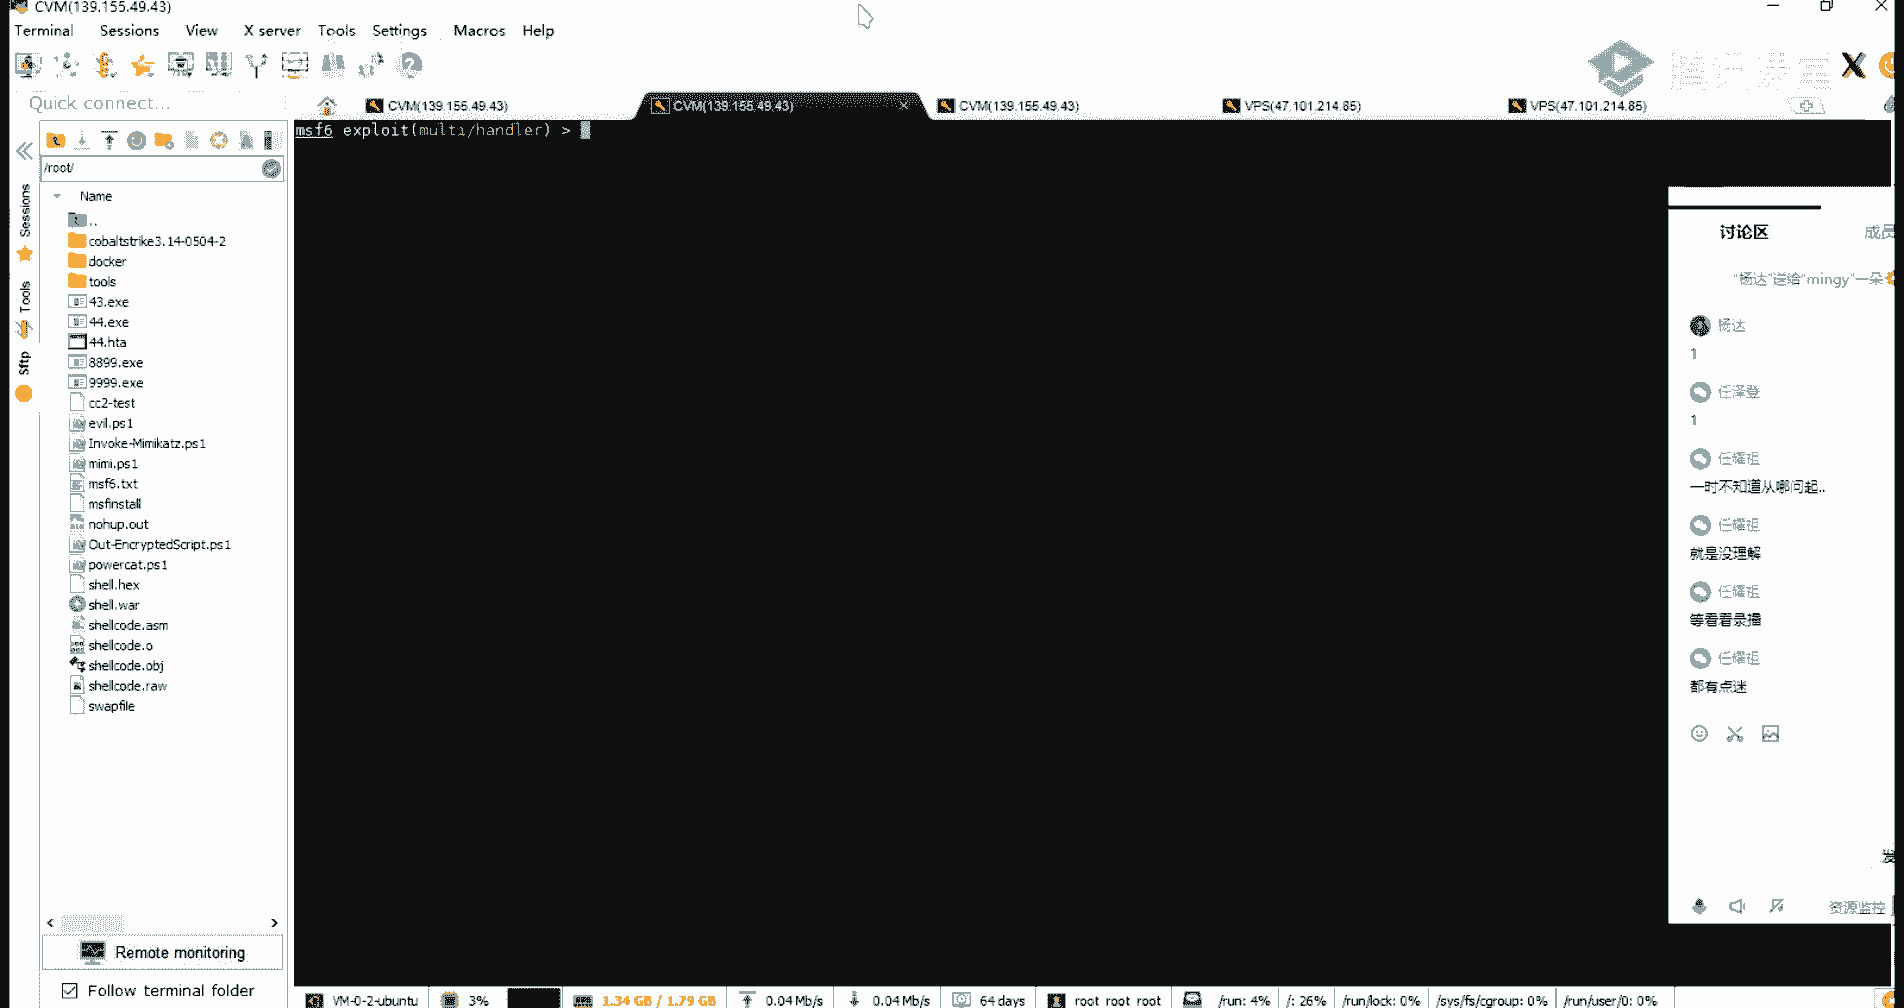 CVM(139.155.49.43)
Terminal Sessions View X server Tools Settings Macros Help
Quick connect...
CVM(139.155.49.43) CVM(139.155.49.43) CVM(139.155.49.43) VPS(47.101.214.85) VPS(47.101.214.85)
/root/
Name
..
cobaltstrike3.14-0504-2
docker
tools
43.exe
44.exe
44.hta
8899.exe
9999.exe
cc2-test
evil.ps1
Invoke-Mimikatz.ps1
mimi.ps1
msf6.txt
msfinstall
nohup.out
Out-EncryptedScript.ps1
powercat.ps1
shell.hex
shell.war
shellcode.asm
shellcode.o
shellcode.obj
shellcode.raw
swapfile
Sessions
Tools
Sftp
Remote monitoring
Follow terminal folder
msf6 exploit(multi/handler) >
讨论区 成员
"杨达"送给"mingy"一朵
杨达
1
任泽登
1
任耀祖
一时不知道从哪问起..
任耀祖
就是没理解
任耀祖
等看看录播
任耀祖
都有点迷
发
资源监控
VM-0-2-ubuntu 3% 1.34 GB / 1.79 GB 0.04 Mb/s 0.04 Mb/s 64 days root root root /run: 4% /: 26% /run/lock: 0% /sys/fs/cgroup: 0% /run/user/0: 0%